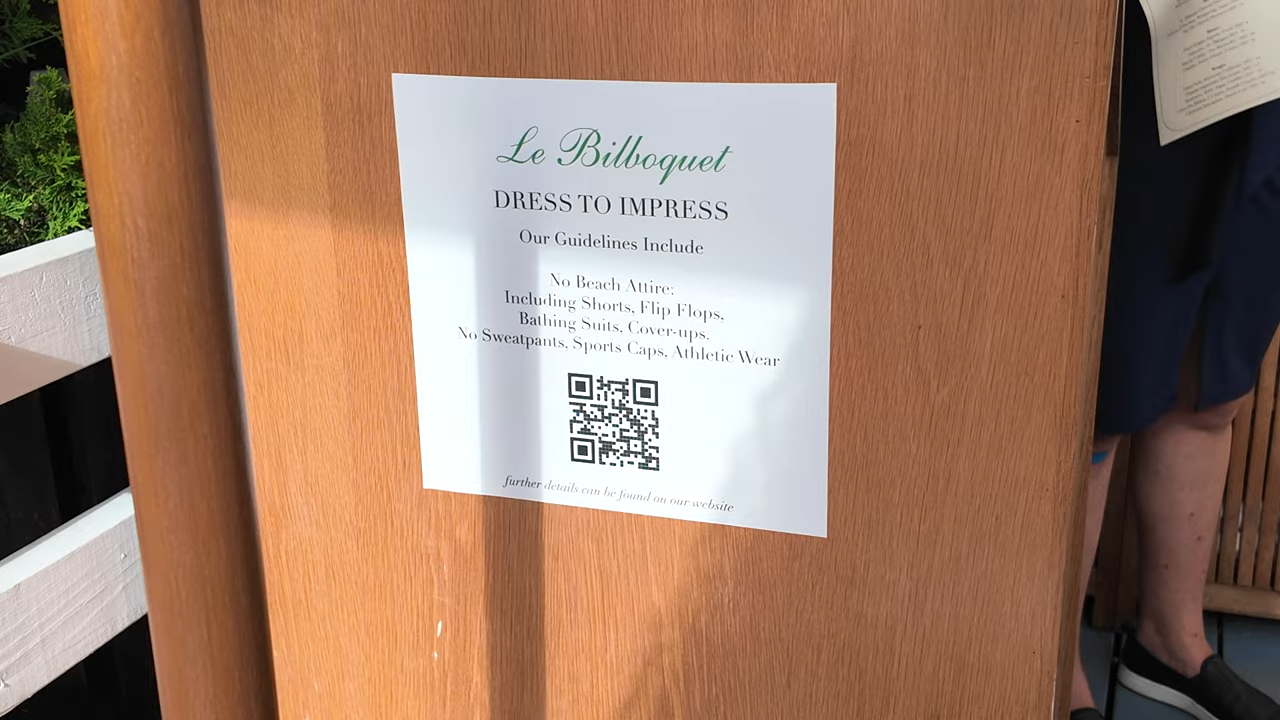 Le Bilboquet
DRESS TO IMPRESS
Our Guidelines Include
No Beach Attire:
Including Shorts, Flip Flops,
Bathing Suits, Cover-ups.
No Sweatpants, Sports Caps, Athletic Wear
further details can be found on our website